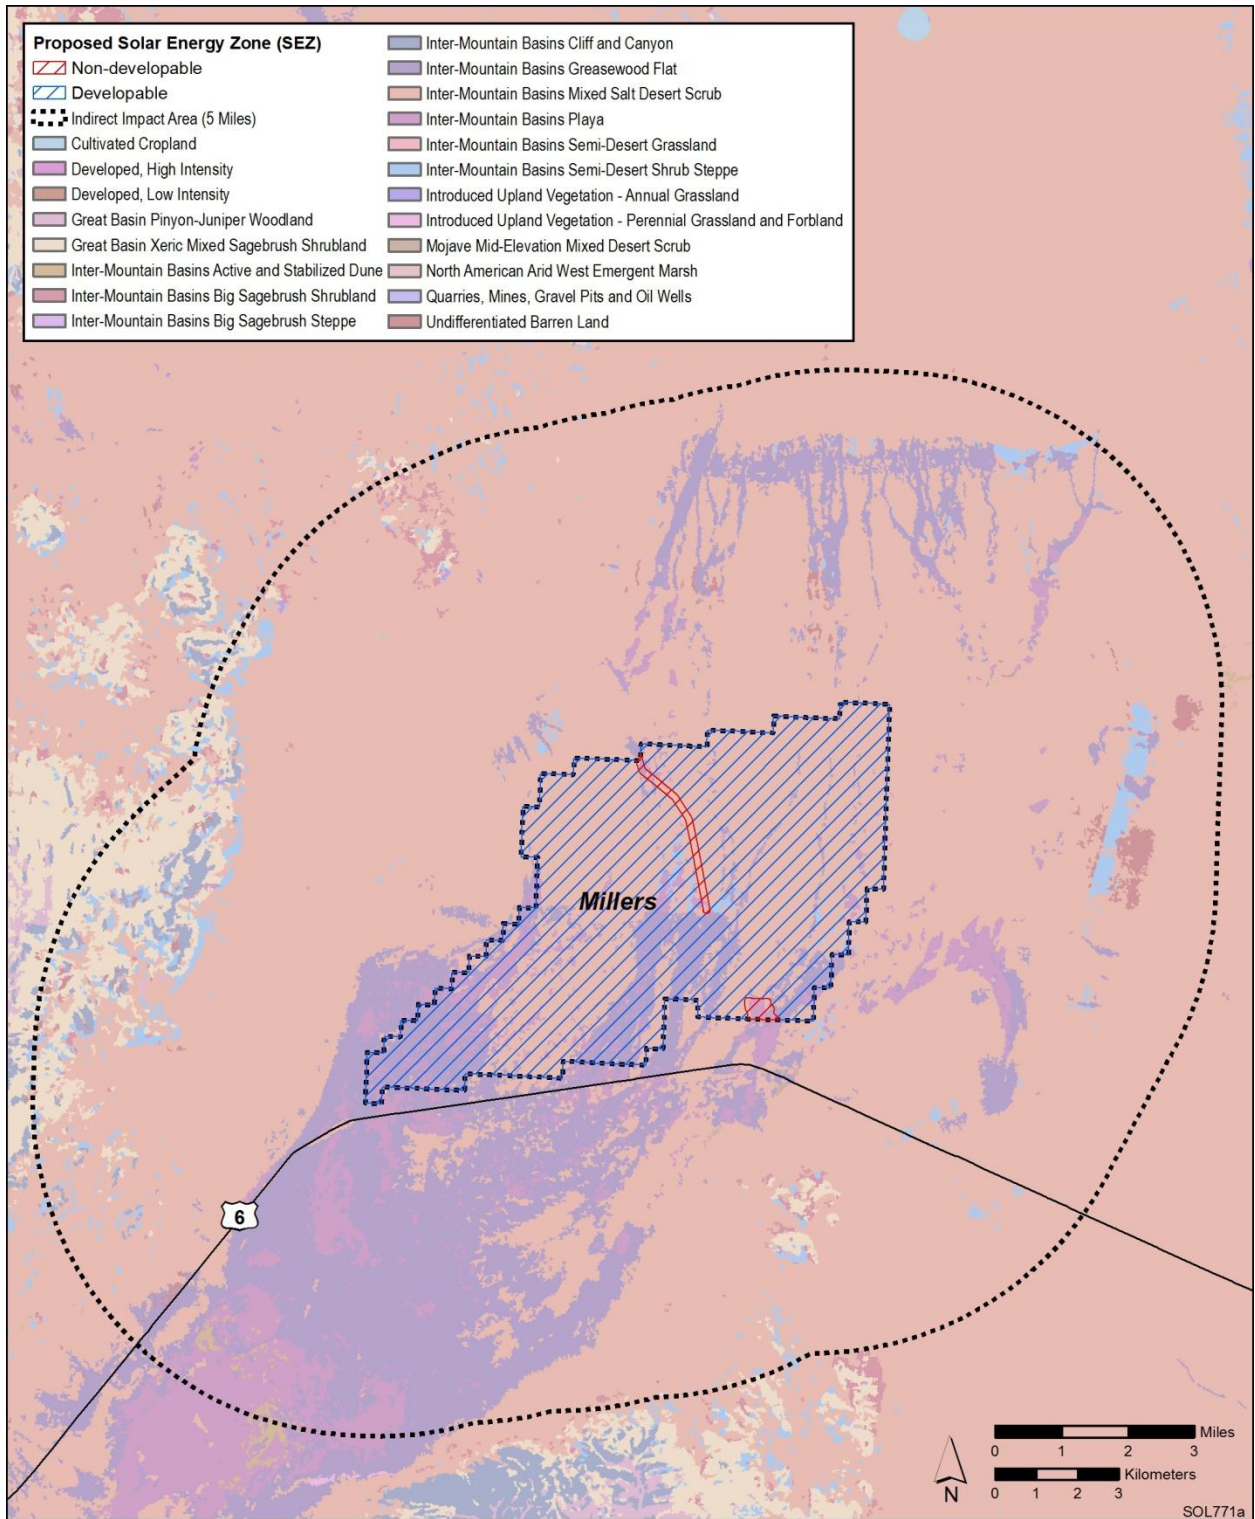 Proposed Solar Energy Zone (SEZ)
Non-developable
Developable
Indirect Impact Area (5 Miles)
Cultivated Cropland
Developed, High Intensity
Developed, Low Intensity
Great Basin Pinyon-Juniper Woodland
Great Basin Xeric Mixed Sagebrush Shrubland
Inter-Mountain Basins Active and Stabilized Dune
Inter-Mountain Basins Big Sagebrush Shrubland
Inter-Mountain Basins Big Sagebrush Steppe
Inter-Mountain Basins Cliff and Canyon
Inter-Mountain Basins Greasewood Flat
Inter-Mountain Basins Mixed Salt Desert Scrub
Inter-Mountain Basins Playa
Inter-Mountain Basins Semi-Desert Grassland
Inter-Mountain Basins Semi-Desert Shrub Steppe
Introduced Upland Vegetation - Annual Grassland
Introduced Upland Vegetation - Perennial Grassland and Forbland
Mojave Mid-Elevation Mixed Desert Scrub
North American Arid West Emergent Marsh
Quarries, Mines, Gravel Pits and Oil Wells
Undifferentiated Barren Land
Millers
6
N
Miles
0 1 2 3
Kilometers
0 1 2 3
SOL771a